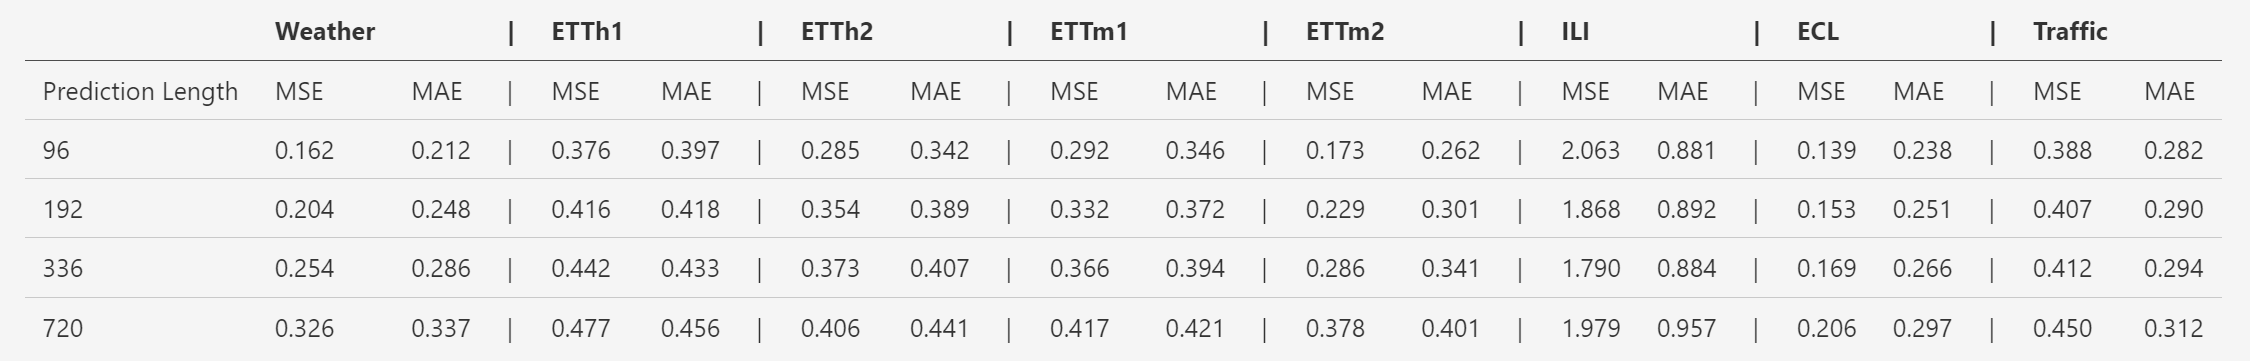 Weather | ETTh1 | ETTh2 | ETTm1 | ETTm2 | ILI | ECL | Traffic
Prediction Length MSE MAE | MSE MAE | MSE MAE | MSE MAE | MSE MAE | MSE MAE | MSE MAE | MSE MAE
96 0.162 0.212 | 0.376 0.397 | 0.285 0.342 | 0.292 0.346 | 0.173 0.262 | 2.063 0.881 | 0.139 0.238 | 0.388 0.282
192 0.204 0.248 | 0.416 0.418 | 0.354 0.389 | 0.332 0.372 | 0.229 0.301 | 1.868 0.892 | 0.153 0.251 | 0.407 0.290
336 0.254 0.286 | 0.442 0.433 | 0.373 0.407 | 0.366 0.394 | 0.286 0.341 | 1.790 0.884 | 0.169 0.266 | 0.412 0.294
720 0.326 0.337 | 0.477 0.456 | 0.406 0.441 | 0.417 0.421 | 0.378 0.401 | 1.979 0.957 | 0.206 0.297 | 0.450 0.312